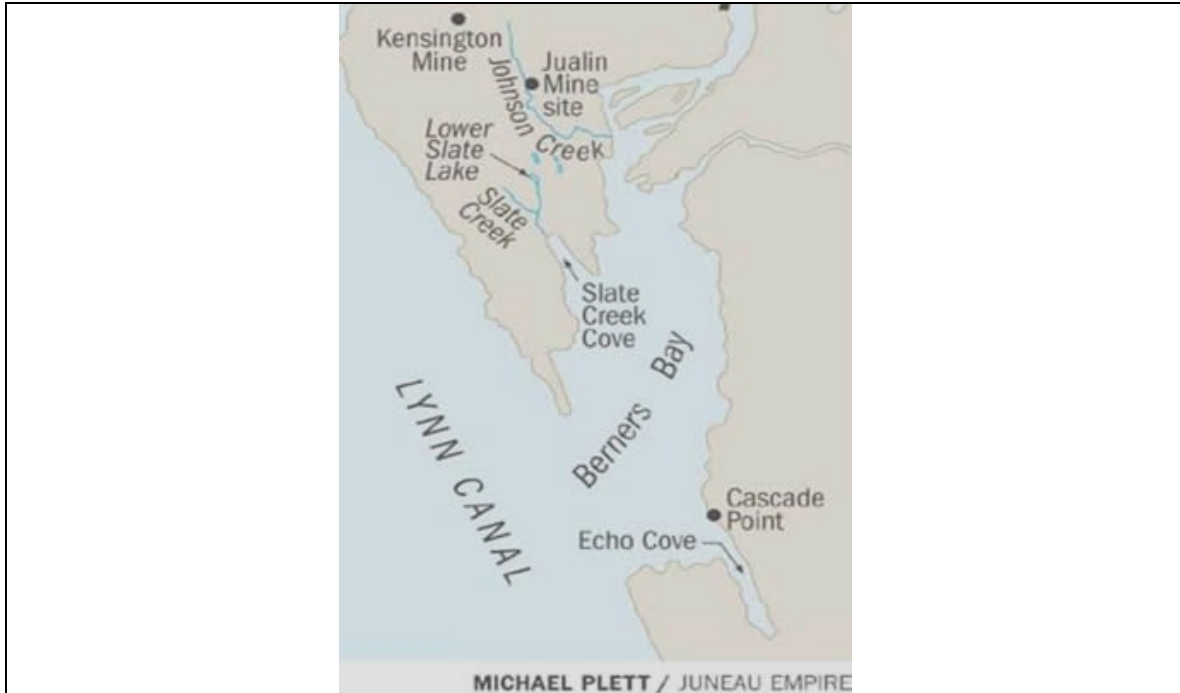 Kensington
Mine
Jualin
Mine
site
Johnson Creek
Lower
Slate
Lake
Slate
Creek
Slate
Creek
Cove
Berners Bay
LYNN CANAL
Cascade
Point
Echo Cove
MICHAEL PLETT / JUNEAU EMPIRE